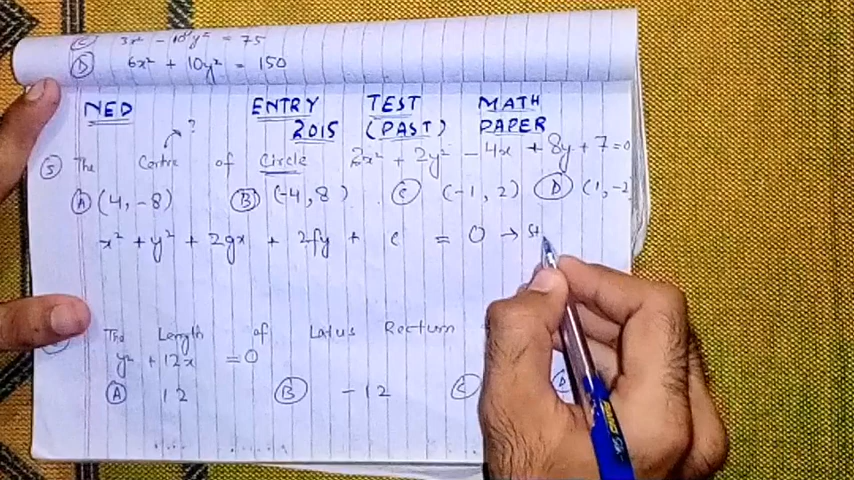 C 3x² - 10y² = 75
D 6x² + 10y² = 150
NED ENTRY TEST MATH
2015 (PAST) PAPER
?
5 The Centre of Circle 2x² + 2y² - 4x + 8y + 7 = 0
A (4, -8) B (-4, 8) C (-1, 2) D (1, -2
x² + y² + 2gx + 2fy + c = 0 → St
The Length of Latus Rectum
y² + 12x = 0
A 12 B -12 C D